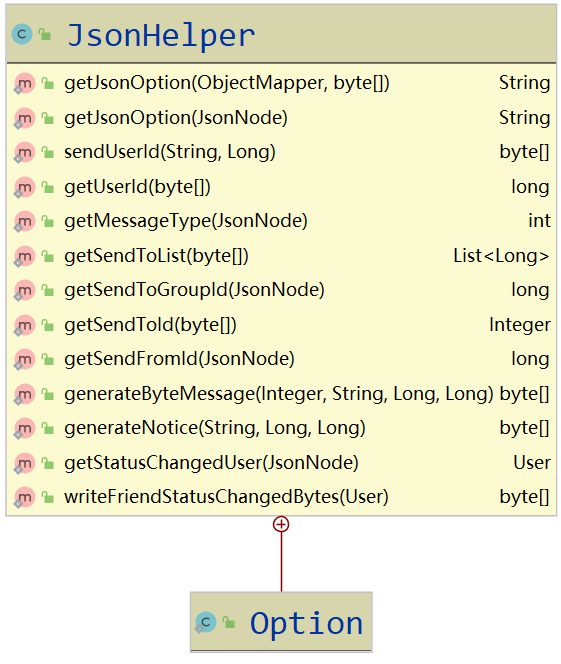 JsonHelper
getJsonOption(ObjectMapper, byte[]) String
getJsonOption(JsonNode) String
sendUserId(String, Long) byte[]
getUserId(byte[]) long
getMessageType(JsonNode) int
getSendToList(byte[]) List<Long>
getSendToGroupId(JsonNode) long
getSendToId(byte[]) Integer
getSendFromId(JsonNode) long
generateByteMessage(Integer, String, Long, Long) byte[]
generateNotice(String, Long, Long) byte[]
getStatusChangedUser(JsonNode) User
writeFriendStatusChangedBytes(User) byte[]
Option